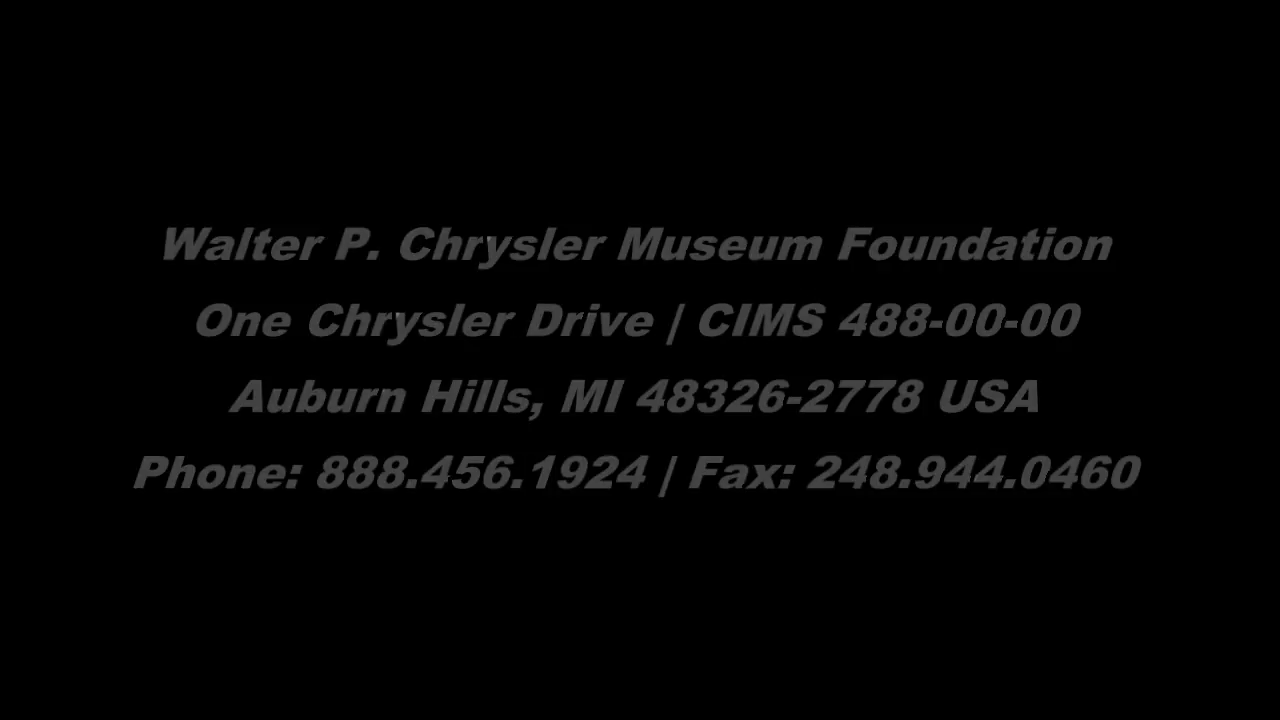 Walter P. Chrysler Museum Foundation
One Chrysler Drive | CIMS 488-00-00
Auburn Hills, MI 48326-2778 USA
Phone: 888.456.1924 | Fax: 248.944.0460